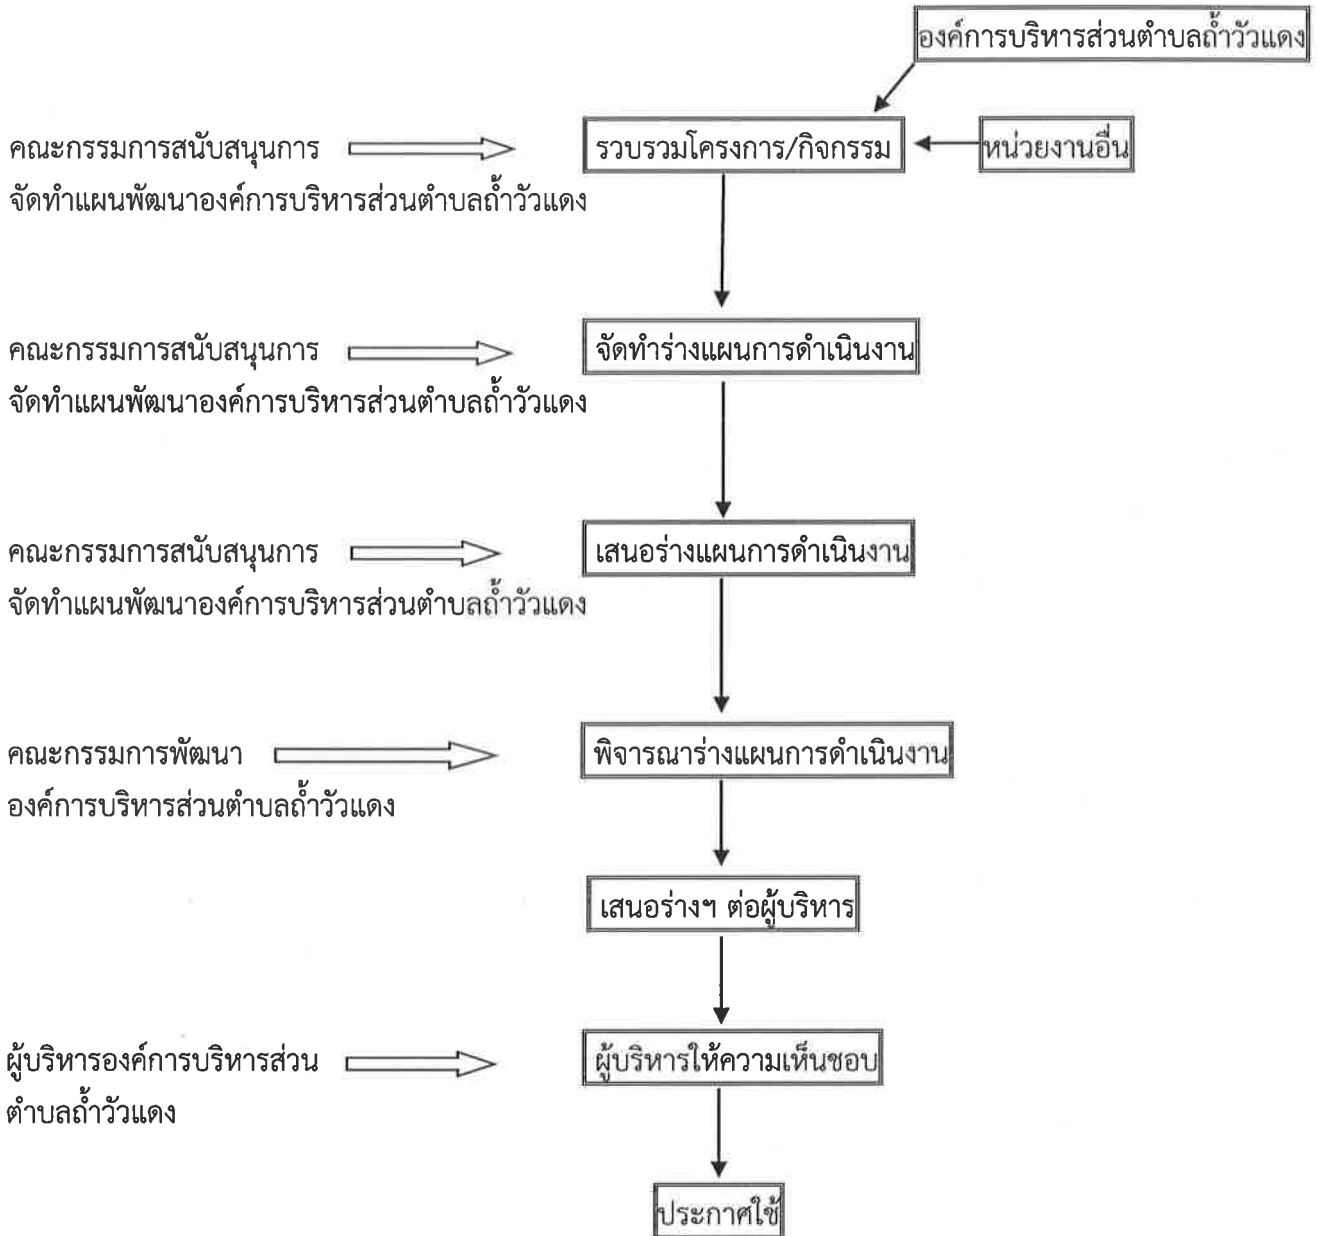 องค์การบริหารส่วนตำบลถ้ำวัวแดง
คณะกรรมการสนับสนุนการ
รวบรวมโครงการ/กิจกรรม
หน่วยงานอื่น
จัดทำแผนพัฒนาองค์การบริหารส่วนตำบลถ้ำวัวแดง
คณะกรรมการสนับสนุนการ
จัดทำร่างแผนการดำเนินงาน
จัดทำแผนพัฒนาองค์การบริหารส่วนตำบลถ้ำวัวแดง
คณะกรรมการสนับสนุนการ
เสนอร่างแผนการดำเนินงาน
จัดทำแผนพัฒนาองค์การบริหารส่วนตำบลถ้ำวัวแดง
คณะกรรมการพัฒนา
พิจารณาร่างแผนการดำเนินงาน
องค์การบริหารส่วนตำบลถ้ำวัวแดง
เสนอร่างฯ ต่อผู้บริหาร
ผู้บริหารองค์การบริหารส่วน
ผู้บริหารให้ความเห็นชอบ
ตำบลถ้ำวัวแดง
ประกาศใช้